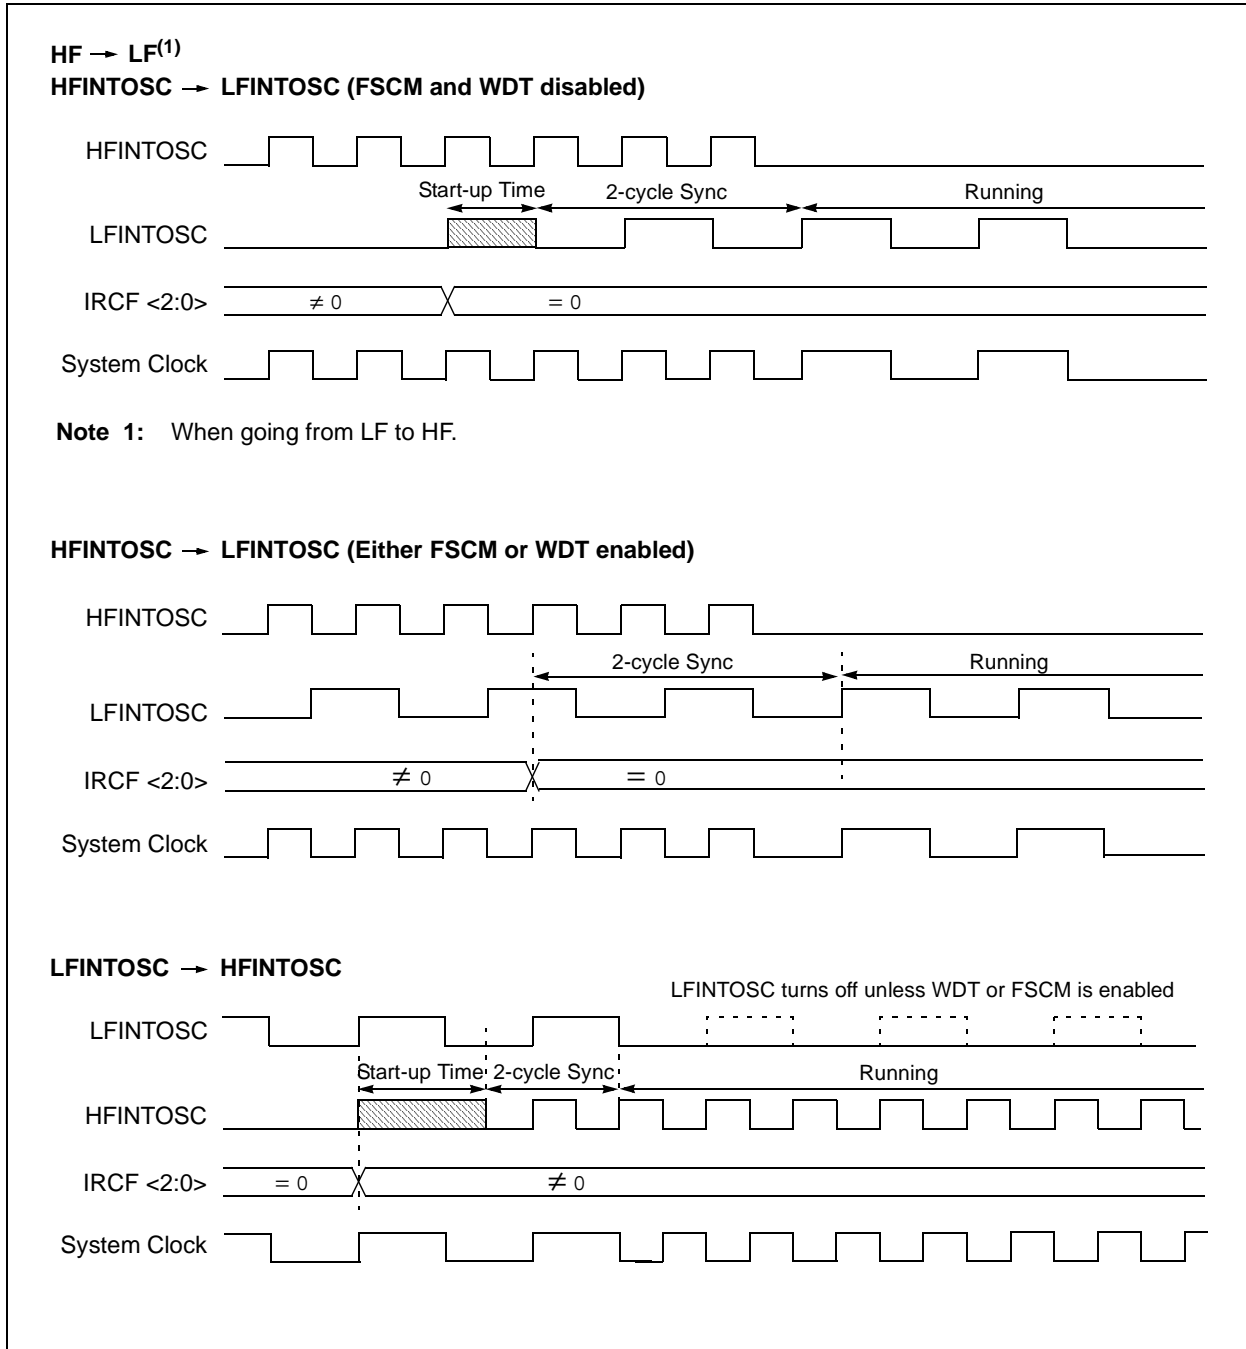 HF → LF(1)
HFINTOSC → LFINTOSC (FSCM and WDT disabled)
HFINTOSC
Start-up Time 2-cycle Sync Running
LFINTOSC
IRCF <2:0> ≠ 0 = 0
System Clock
Note 1: When going from LF to HF.
HFINTOSC → LFINTOSC (Either FSCM or WDT enabled)
HFINTOSC
2-cycle Sync Running
LFINTOSC
IRCF <2:0> ≠ 0 = 0
System Clock
LFINTOSC → HFINTOSC
LFINTOSC turns off unless WDT or FSCM is enabled
LFINTOSC
Start-up Time 2-cycle Sync Running
HFINTOSC
IRCF <2:0> = 0 ≠ 0
System Clock